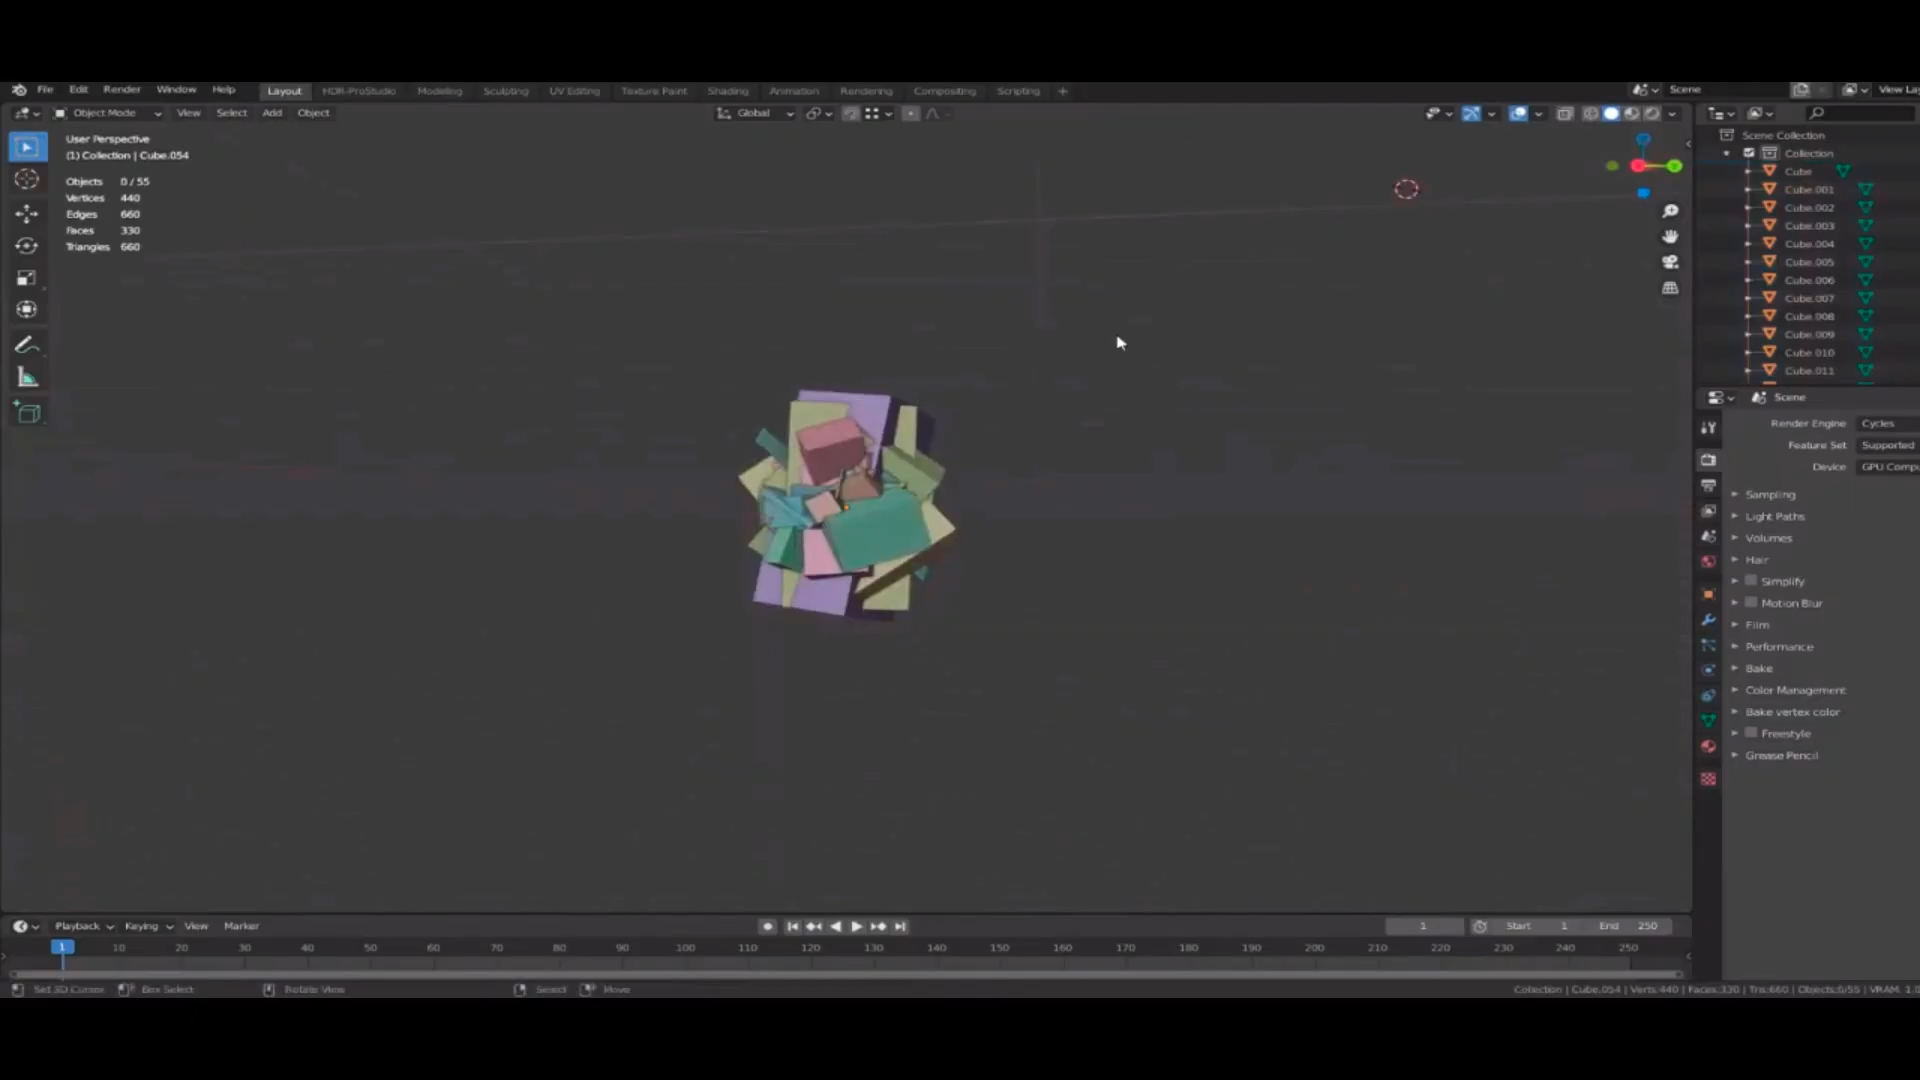 File Edit Render Window Help Layout HDR-ProStudio Modeling Sculpting UV Editing Texture Paint Shading Animation Rendering Compositing Scripting + Scene View Lay
Object Mode View Select Add Object Global
User Perspective
(1) Collection | Cube.054
Objects 0 / 55
Vertices 440
Edges 660
Faces 330
Triangles 660
Scene Collection
Collection
Cube
Cube.001
Cube.002
Cube.003
Cube.004
Cube.005
Cube.006
Cube.007
Cube.008
Cube.009
Cube.010
Cube.011
Scene
Render Engine Cycles
Feature Set Supported
Device GPU Compu
Sampling
Light Paths
Volumes
Hair
Simplify
Motion Blur
Film
Performance
Bake
Color Management
Bake vertex color
Freestyle
Grease Pencil
Playback Keying View Marker 1 Start 1 End 250
1 10 20 30 40 50 60 70 80 90 100 110 120 130 140 150 160 170 180 190 200 210 220 230 240 250
Set 3D Cursor Box Select Rotate View Select Move Collection | Cube.054 | Verts:440 | Faces:330 | Tris:660 | Objects:0/55 | VRAM: 1.0